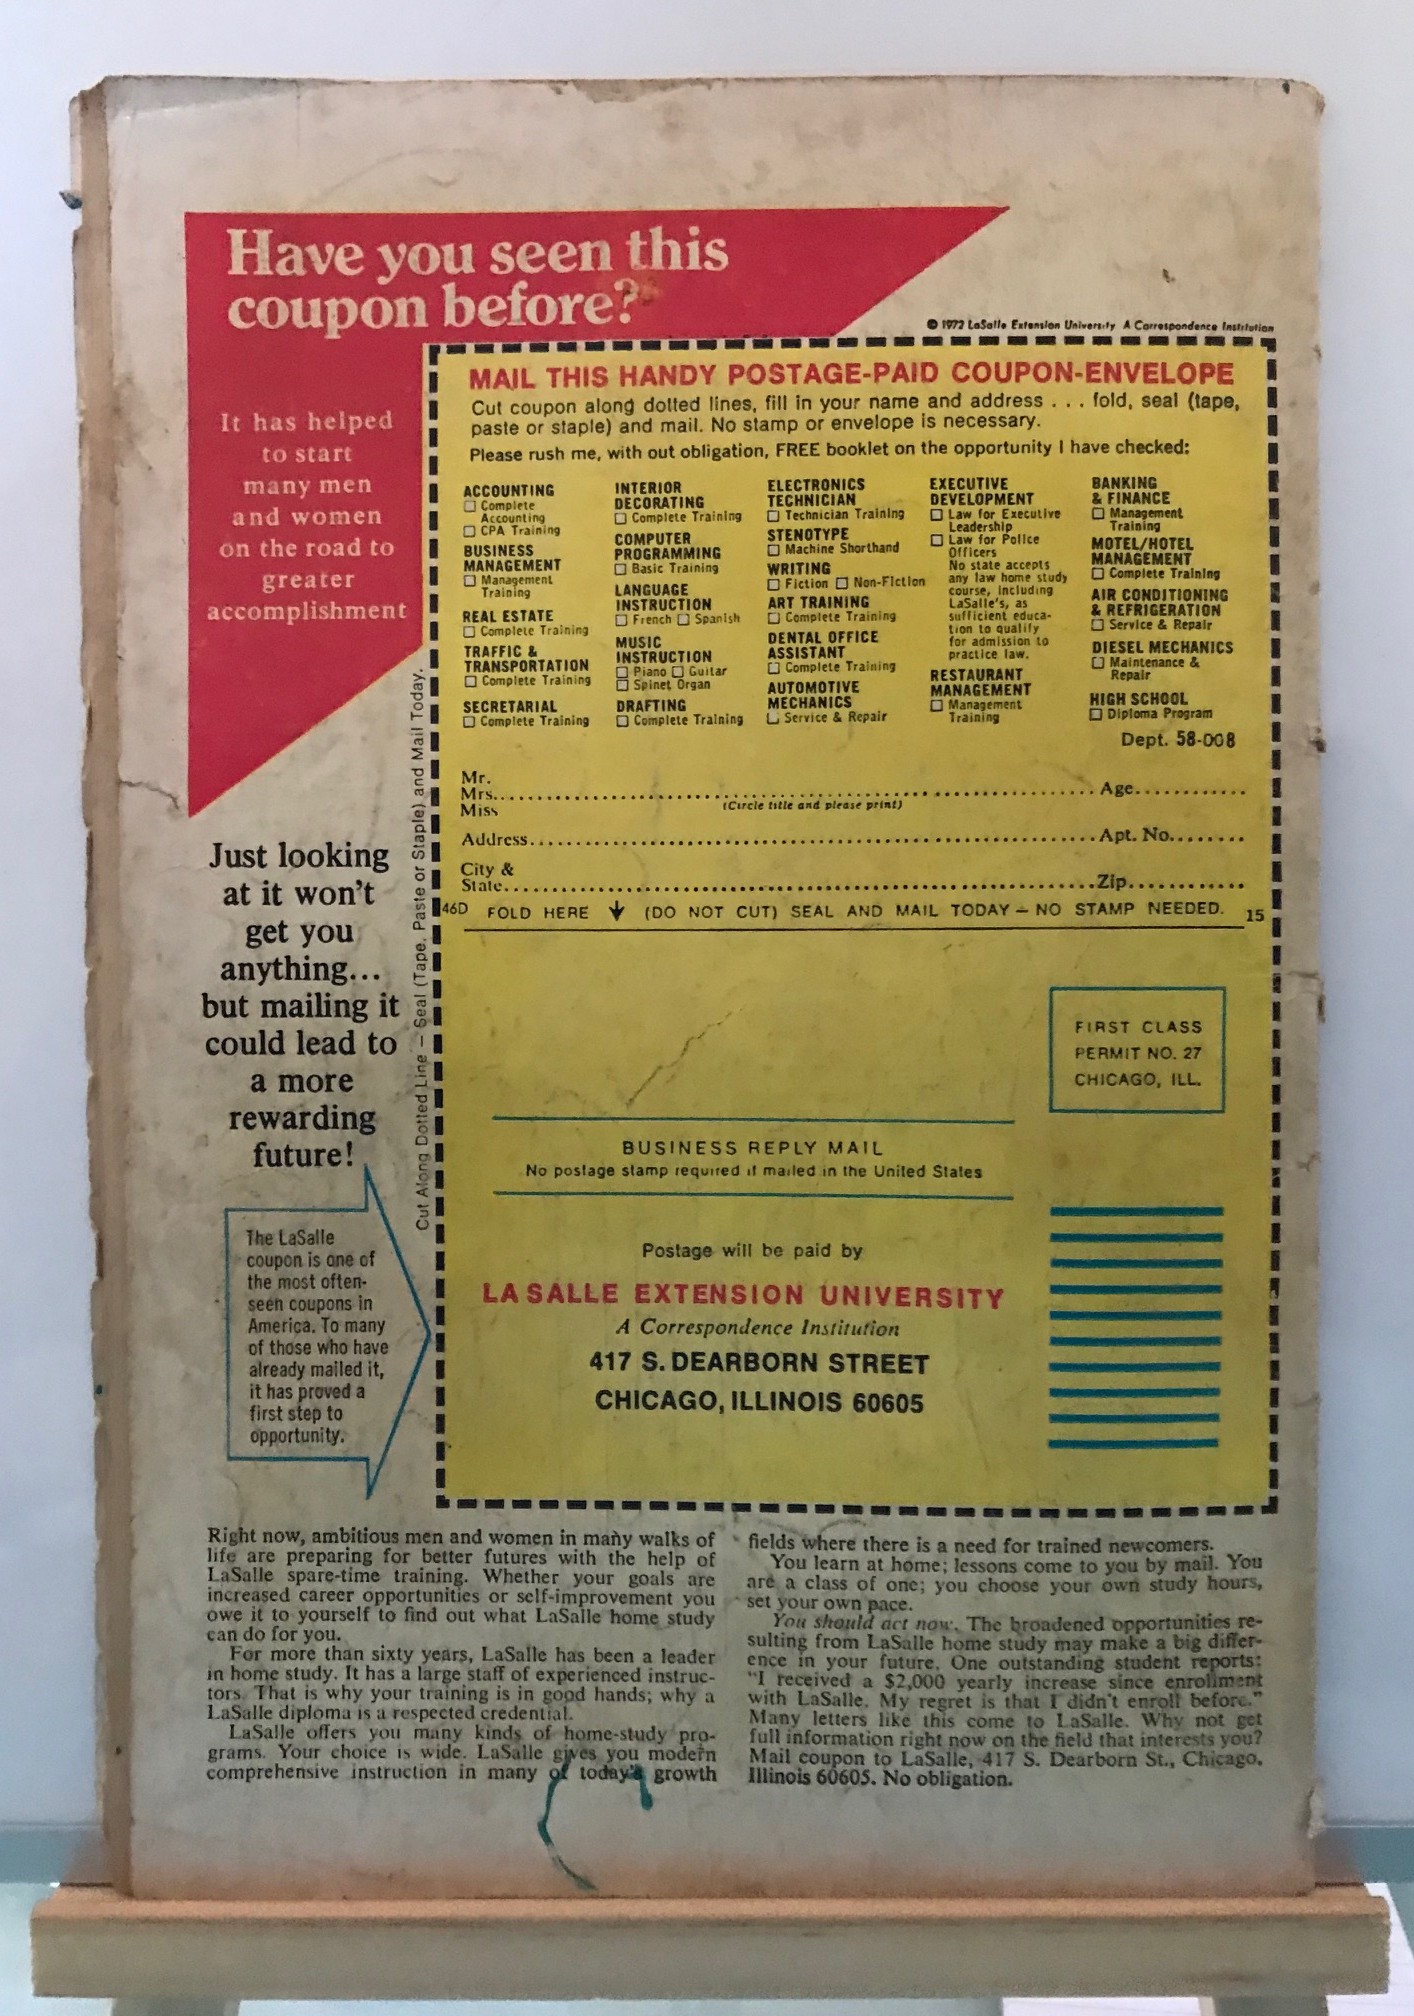 Have you seen this
coupon before?
It has helped
to start
many men
and women
on the road to
greater
accomplishment
© 1972 LaSalle Extension University A Correspondence Institution
MAIL THIS HANDY POSTAGE-PAID COUPON-ENVELOPE
Cut coupon along dotted lines, fill in your name and address . . . fold, seal (tape,
paste or staple) and mail. No stamp or envelope is necessary.
Please rush me, with out obligation, FREE booklet on the opportunity I have checked:
ACCOUNTING
☐ Complete
Accounting
☐ CPA Training
BUSINESS
MANAGEMENT
☐ Management
Training
REAL ESTATE
☐ Complete Training
TRAFFIC &
TRANSPORTATION
☐ Complete Training
SECRETARIAL
☐ Complete Training
INTERIOR
DECORATING
☐ Complete Training
COMPUTER
PROGRAMMING
☐ Basic Training
LANGUAGE
INSTRUCTION
☐ French ☐ Spanish
MUSIC
INSTRUCTION
☐ Piano ☐ Guitar
☐ Spinet Organ
DRAFTING
☐ Complete Training
ELECTRONICS
TECHNICIAN
☐ Technician Training
STENOTYPE
☐ Machine Shorthand
WRITING
☐ Fiction ☐ Non-Fiction
ART TRAINING
☐ Complete Training
DENTAL OFFICE
ASSISTANT
☐ Complete Training
AUTOMOTIVE
MECHANICS
☐ Service & Repair
EXECUTIVE
DEVELOPMENT
☐ Law for Executive
Leadership
☐ Law for Police
Officers
No state accepts
any law home study
course, including
LaSalle's, as
sufficient educa-
tion to qualify
for admission to
practice law.
RESTAURANT
MANAGEMENT
☐ Management
Training
BANKING
& FINANCE
☐ Management
Training
MOTEL/HOTEL
MANAGEMENT
☐ Complete Training
AIR CONDITIONING
& REFRIGERATION
☐ Service & Repair
DIESEL MECHANICS
☐ Maintenance &
Repair
HIGH SCHOOL
☐ Diploma Program
Dept. 58-008
Mr.
Mrs. Age
Miss (Circle title and please print)
Address Apt. No.
City &
State Zip
46D FOLD HERE ↓ (DO NOT CUT) SEAL AND MAIL TODAY – NO STAMP NEEDED. 15
Cut Along Dotted Line – Seal (Tape, Paste or Staple) and Mail Today.
Just looking
at it won't
get you
anything...
but mailing it
could lead to
a more
rewarding
future!
The LaSalle
coupon is one of
the most often-
seen coupons in
America. To many
of those who have
already mailed it,
it has proved a
first step to
opportunity.
FIRST CLASS
PERMIT NO. 27
CHICAGO, ILL.
BUSINESS REPLY MAIL
No postage stamp required if mailed in the United States
Postage will be paid by
LA SALLE EXTENSION UNIVERSITY
A Correspondence Institution
417 S. DEARBORN STREET
CHICAGO, ILLINOIS 60605
Right now, ambitious men and women in many walks of
life are preparing for better futures with the help of
LaSalle spare-time training. Whether your goals are
increased career opportunities or self-improvement you
owe it to yourself to find out what LaSalle home study
can do for you.
For more than sixty years, LaSalle has been a leader
in home study. It has a large staff of experienced instruc-
tors. That is why your training is in good hands; why a
LaSalle diploma is a respected credential.
LaSalle offers you many kinds of home-study pro-
grams. Your choice is wide. LaSalle gives you modern
comprehensive instruction in many of today's growth
fields where there is a need for trained newcomers.
You learn at home; lessons come to you by mail. You
are a class of one; you choose your own study hours,
set your own pace.
You should act now. The broadened opportunities re-
sulting from LaSalle home study may make a big differ-
ence in your future. One outstanding student reports:
"I received a $2,000 yearly increase since enrollment
with LaSalle. My regret is that I didn't enroll before."
Many letters like this come to LaSalle. Why not get
full information right now on the field that interests you?
Mail coupon to LaSalle, 417 S. Dearborn St., Chicago,
Illinois 60605. No obligation.